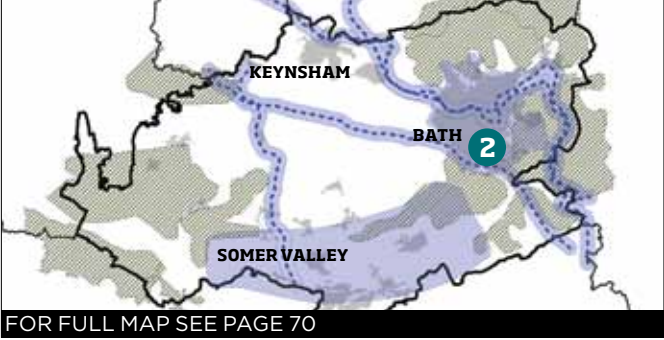 KEYNSHAM
BATH
2
SOMER VALLEY
FOR FULL MAP SEE PAGE 70